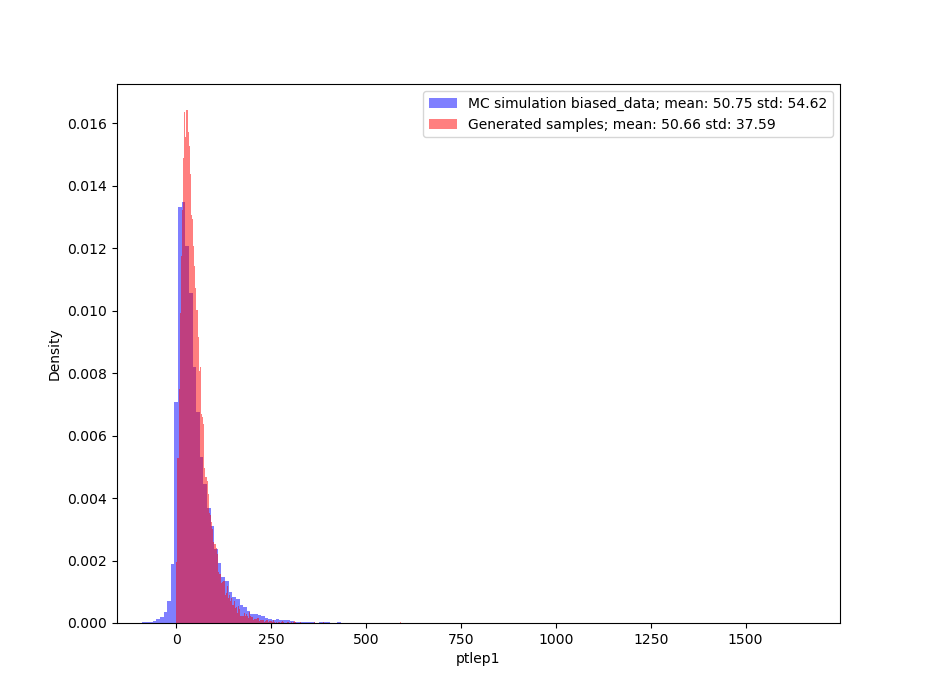 MC simulation biased_data; mean: 50.75 std: 54.62
Generated samples; mean: 50.66 std: 37.59
0.016
0.014
0.012
0.010
0.008
0.006
0.004
0.002
0.000
Density
0 250 500 750 1000 1250 1500
ptlep1